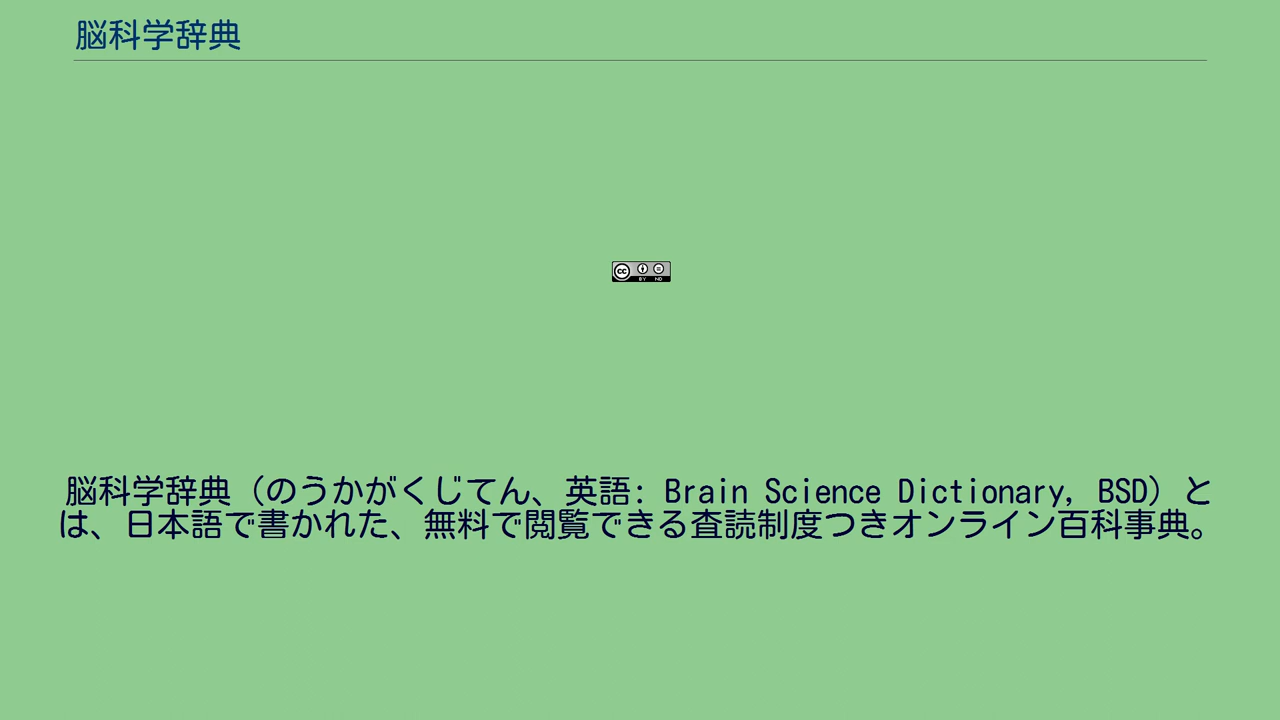 脳科学辞典
cc BY ND
脳科学辞典（のうかがくじてん、英語: Brain Science Dictionary, BSD）と
は、日本語で書かれた、無料で閲覧できる査読制度つきオンライン百科事典。